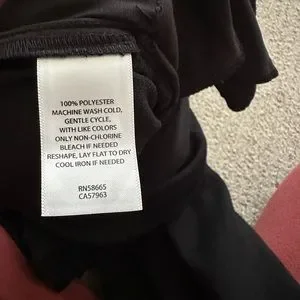 100% POLYESTER
MACHINE WASH COLD,
GENTLE CYCLE,
WITH LIKE COLORS
ONLY NON-CHLORINE
BLEACH IF NEEDED
RESHAPE, LAY FLAT TO DRY
COOL IRON IF NEEDED
RN58665
CA57963